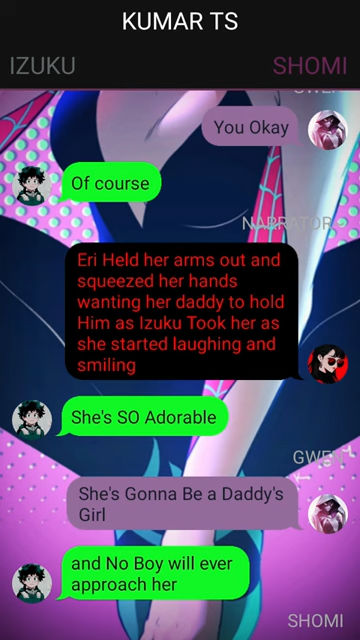 KUMAR TS
IZUKU
SHOMI
GWEN
You Okay
Of course
NARRATOR
Eri Held her arms out and
squeezed her hands
wanting her daddy to hold
Him as Izuku Took her as
she started laughing and
smiling
She's SO Adorable
GWEN
She's Gonna Be a Daddy's
Girl
and No Boy will ever
approach her
SHOMI